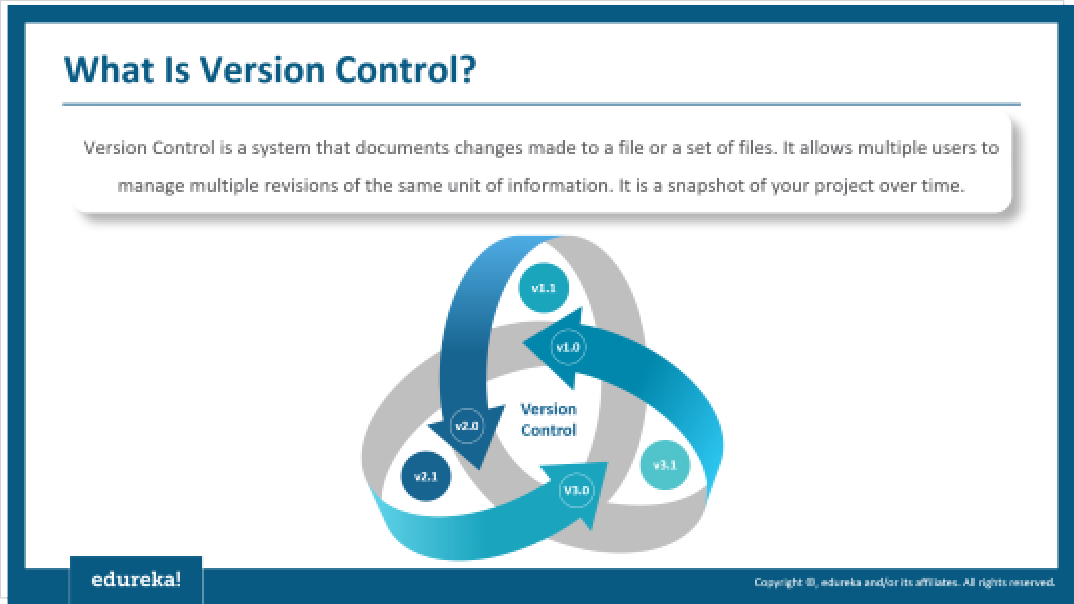 What Is Version Control?
Version Control is a system that documents changes made to a file or a set of files. It allows multiple users to
manage multiple revisions of the same unit of information. It is a snapshot of your project over time.
v1.1
v1.0
Version
Control
v2.0
v3.1
v2.1
V3.0
edureka!
Copyright ©, edureka and/or its affiliates. All rights reserved.